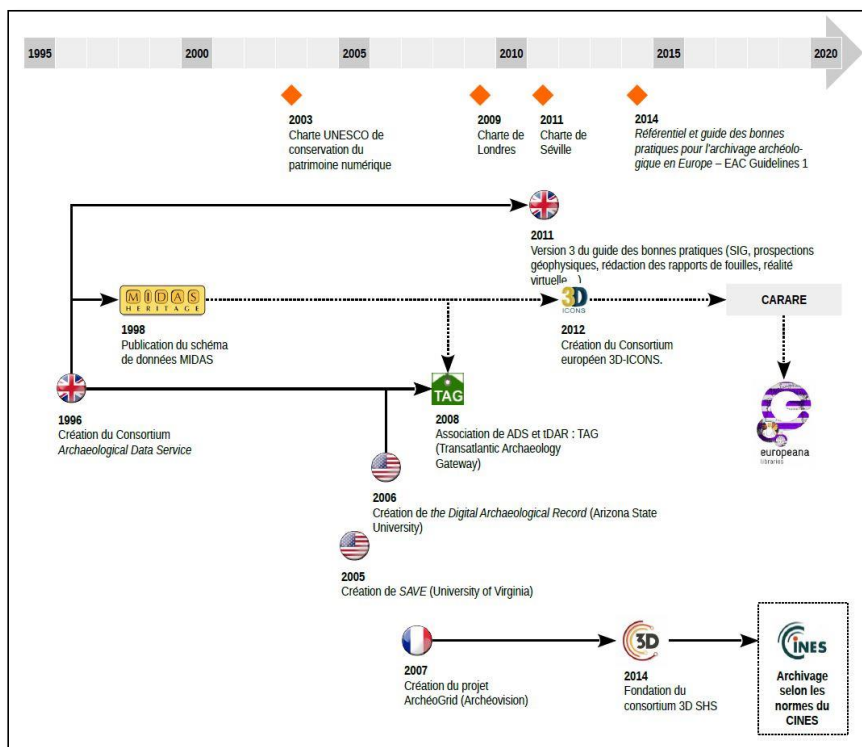 1995
2000
2005
2010
2015
2020
2003
Charte UNESCO de
conservation du
patrimoine numérique
2009
Charte de
Londres
2011
Charte de
Séville
2014
Référentiel et guide des bonnes
pratiques pour l'archivage archéolo-
gique en Europe – EAC Guidelines 1
2011
Version 3 du guide des bonnes pratiques (SIG, prospections
géophysiques, rédaction des rapports de fouilles, réalité
virtuelle...)
MIDAS
HERITAGE
1998
Publication du schéma
de données MIDAS
3D
ICONS
2012
Création du Consortium
européen 3D-ICONS.
CARARE
1996
Création du Consortium
Archaeological Data Service
TAG
2008
Association de ADS et tDAR : TAG
(Transatlantic Archaeology
Gateway)
europeana
libraries
2006
Création de the Digital Archaeological Record (Arizona State
University)
2005
Création de SAVE (University of Virginia)
2007
Création du projet
ArchéoGrid (Archéovision)
3D
2014
Fondation du
consortium 3D SHS
CINES
Archivage
selon les
normes du
CINES